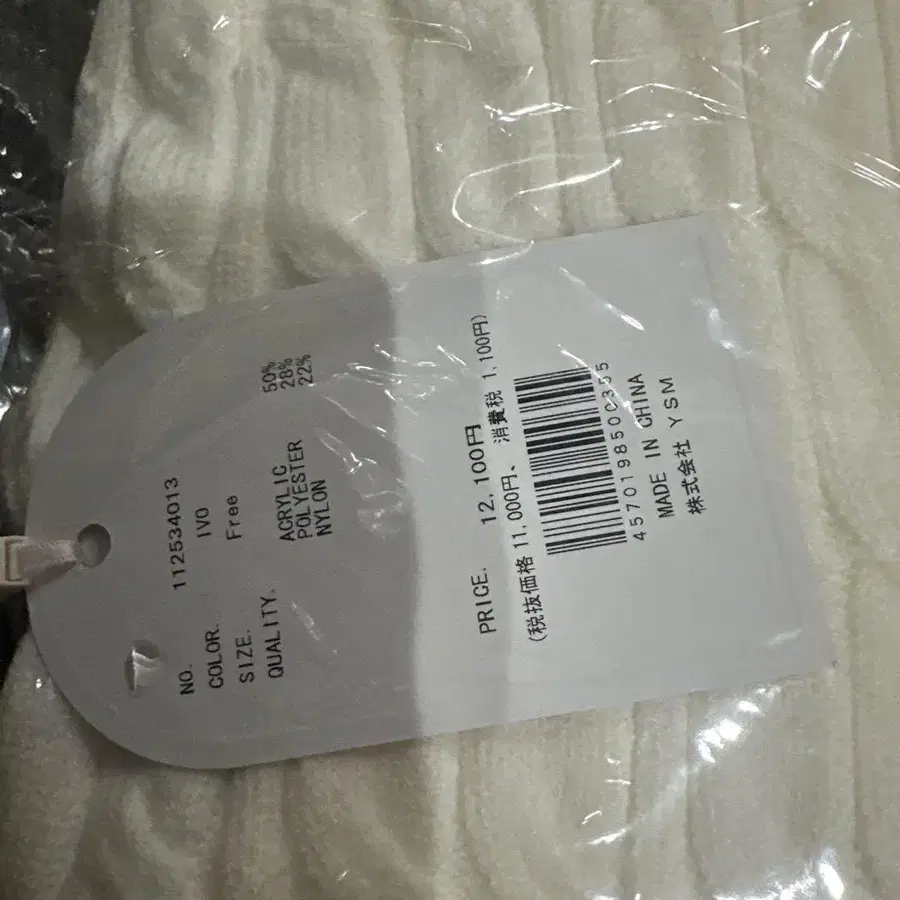 NO. 112534013
COLOR. IVO
SIZE. Free
QUALITY. ACRYLIC 50%
POLYESTER 28%
NYLON 22%
PRICE. 12,100円
(税抜価格 11,000円、 消費税 1,100円)
4570198500355
MADE IN CHINA
株式会社 YSM